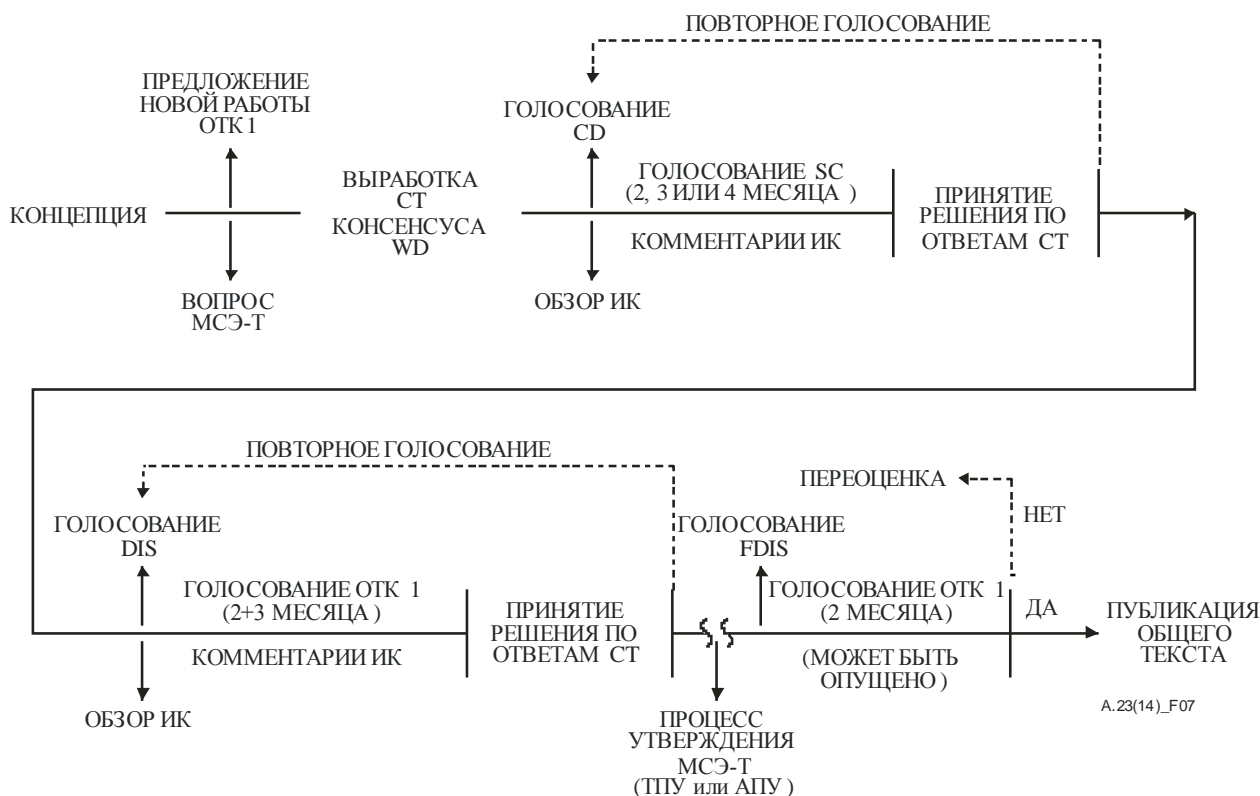 ПОВТОРНОЕ ГОЛОСОВАНИЕ
ПРЕДЛОЖЕНИЕ
НОВОЙ РАБОТЫ
ОТК 1
ГОЛОСОВАНИЕ
CD
КОНЦЕПЦИЯ
ВЫРАБОТКА
СТ
КОНСЕНСУСА
WD
ГОЛОСОВАНИЕ SC
(2, 3 ИЛИ 4 МЕСЯЦА)
КОММЕНТАРИИ ИК
ПРИНЯТИЕ
РЕШЕНИЯ ПО
ОТВЕТАМ СТ
ВОПРОС
МСЭ-Т
ОБЗОР ИК
ПОВТОРНОЕ ГОЛОСОВАНИЕ
ПЕРЕОЦЕНКА
НЕТ
ГОЛОСОВАНИЕ
DIS
ГОЛОСОВАНИЕ
FDIS
ГОЛОСОВАНИЕ ОТК 1
(2+3 МЕСЯЦА)
КОММЕНТАРИИ ИК
ПРИНЯТИЕ
РЕШЕНИЯ ПО
ОТВЕТАМ СТ
ГОЛОСОВАНИЕ ОТК 1
(2 МЕСЯЦА)
(МОЖЕТ БЫТЬ
ОПУЩЕНО)
ДА
ПУБЛИКАЦИЯ
ОБЩЕГО
ТЕКСТА
ОБЗОР ИК
ПРОЦЕСС
УТВЕРЖДЕНИЯ
МСЭ-Т
(ТПУ или АПУ)
A.23(14)_F07